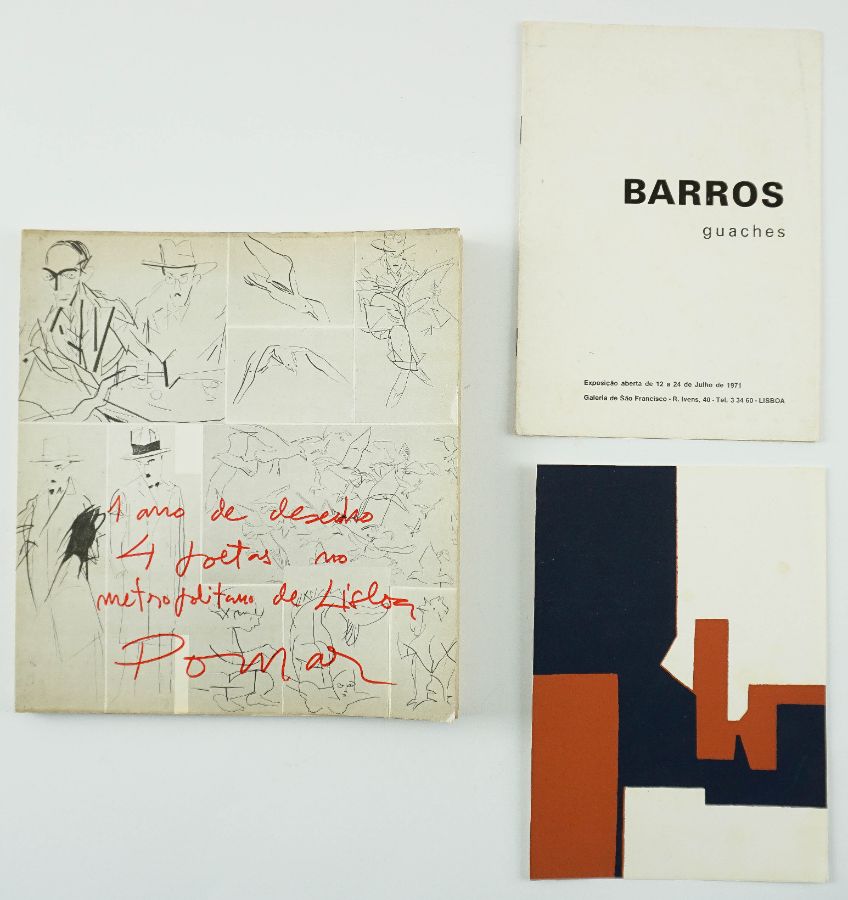 1 ano de desenho
4 poetas no
metropolitano de Lisboa
Pomar
BARROS
guaches
Exposição aberta de 12 a 24 de Julho de 1971
Galeria de São Francisco - R. Ivens, 40 - Tel. 3 34 60 - LISBOA